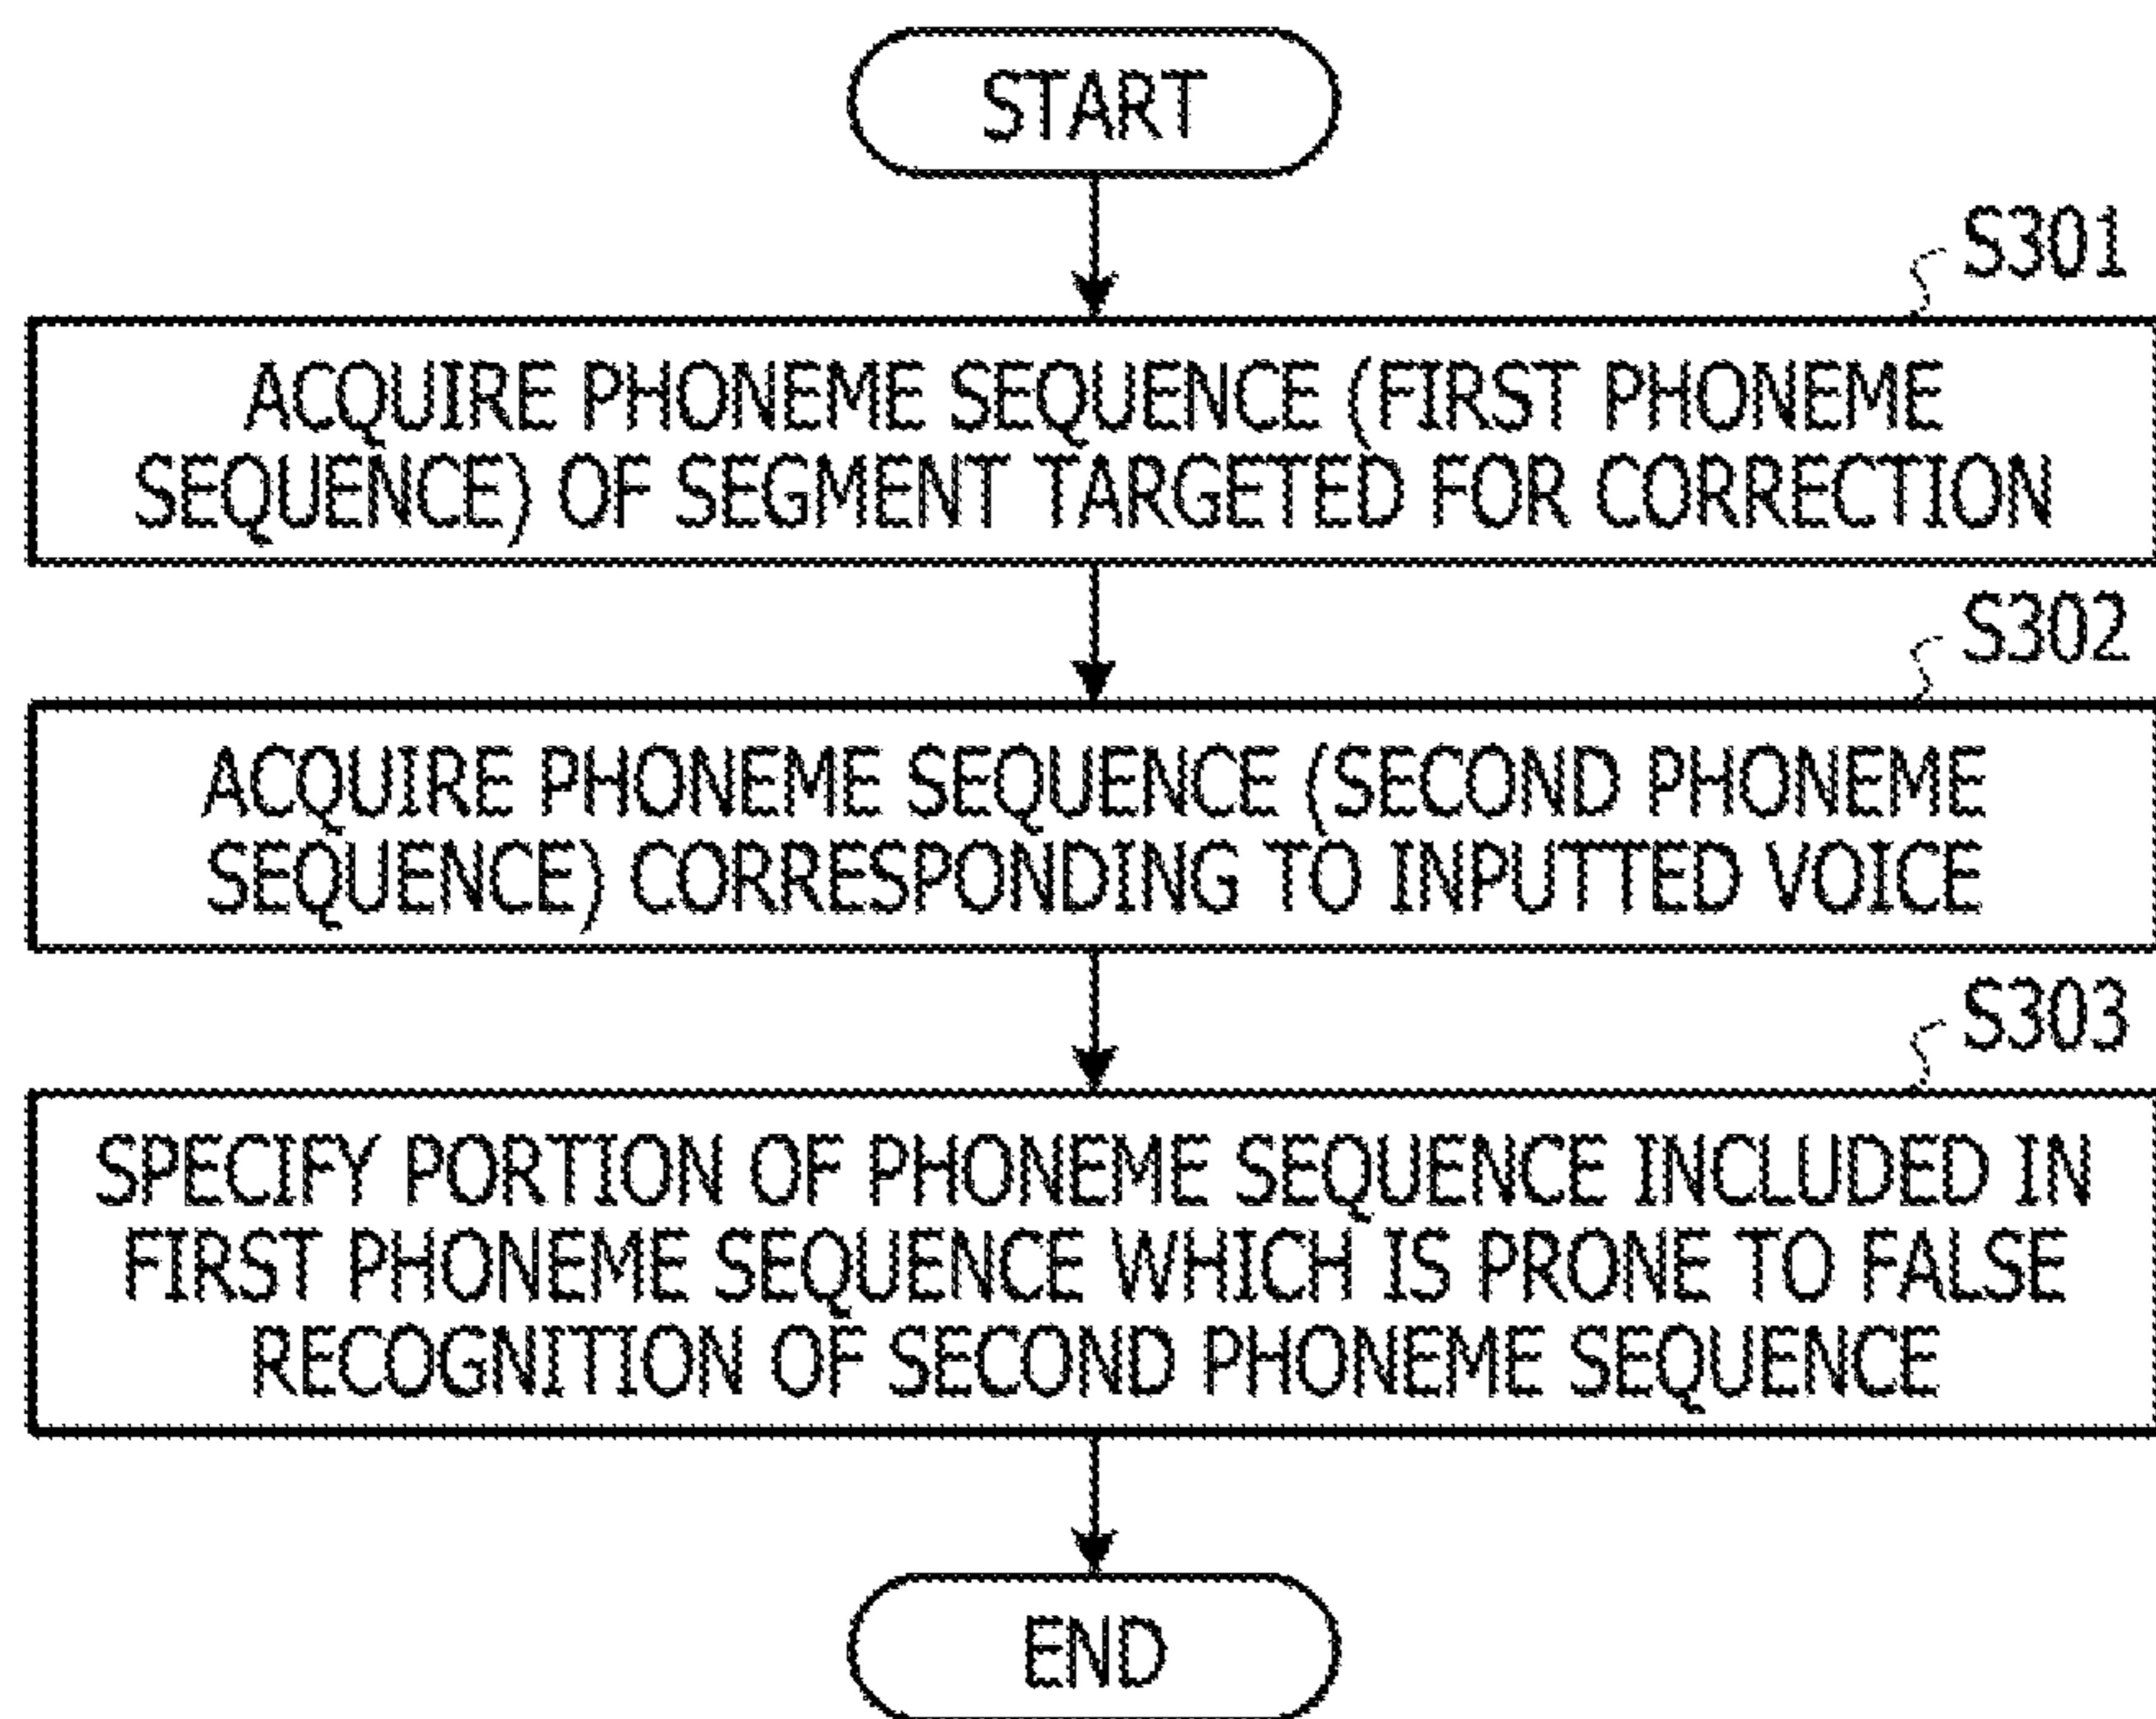 START
S301
ACQUIRE PHONEME SEQUENCE (FIRST PHONEME
SEQUENCE) OF SEGMENT TARGETED FOR CORRECTION
S302
ACQUIRE PHONEME SEQUENCE (SECOND PHONEME
SEQUENCE) CORRESPONDING TO INPUTTED VOICE
S303
SPECIFY PORTION OF PHONEME SEQUENCE INCLUDED IN
FIRST PHONEME SEQUENCE WHICH IS PRONE TO FALSE
RECOGNITION OF SECOND PHONEME SEQUENCE
END